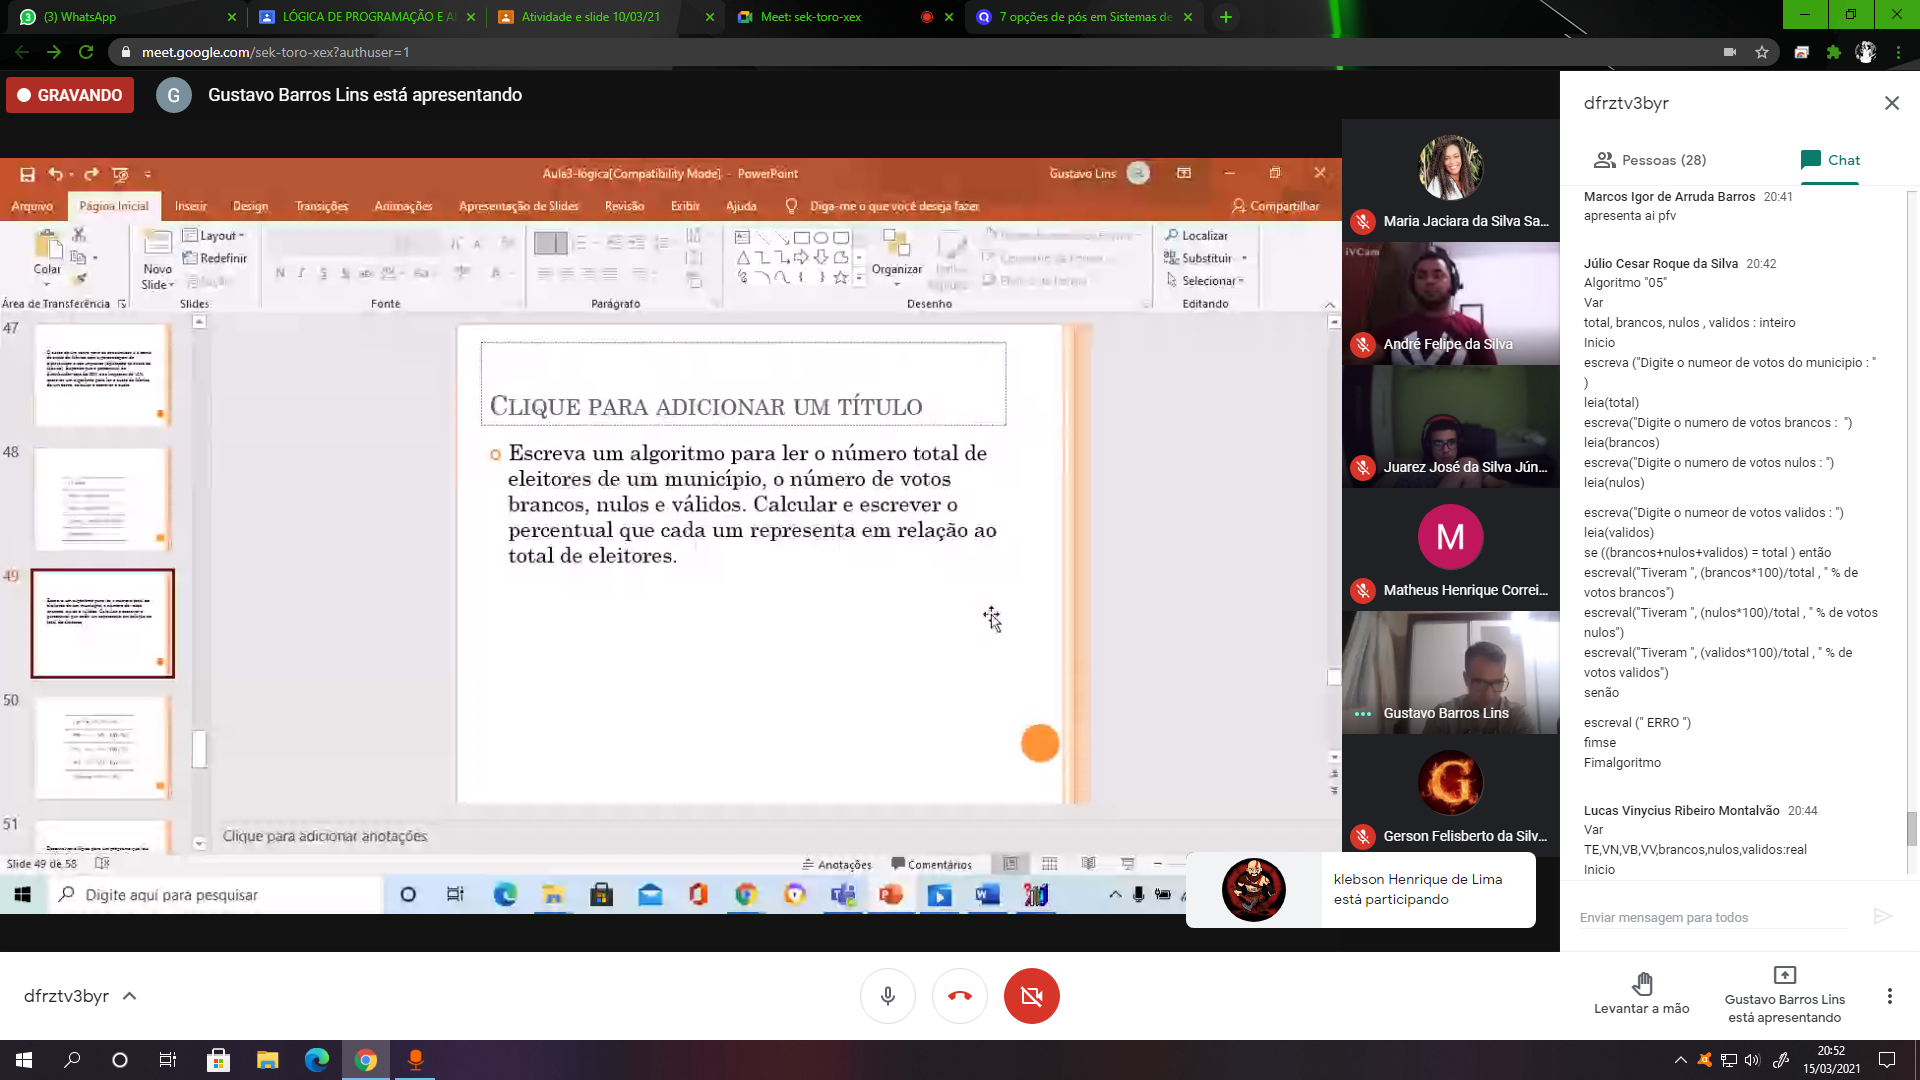 (3) WhatsApp
LÓGICA DE PROGRAMAÇÃO E AL
Atividade e slide 10/03/21
Meet: sek-toro-xex
7 opções de pós em Sistemas de
meet.google.com/sek-toro-xex?authuser=1
GRAVANDO
G
Gustavo Barros Lins está apresentando
Aula3-lógica[Compatibility Mode] - PowerPoint
Gustavo Lins
Arquivo
Página Inicial
Inserir
Design
Transições
Animações
Apresentação de Slides
Revisão
Exibir
Ajuda
Diga-me o que você deseja fazer
Compartilhar
Colar
Novo
Slide
Layout
Redefinir
Organizar
Localizar
Substituir
Selecionar
Área de Transferência
Slides
Fonte
Parágrafo
Desenho
Editando
47
48
49
50
51
CLIQUE PARA ADICIONAR UM TÍTULO
Escreva um algoritmo para ler o número total de
eleitores de um município, o número de votos
brancos, nulos e válidos. Calcular e escrever o
percentual que cada um representa em relação ao
total de eleitores.
Clique para adicionar anotações
Slide 49 de 58
Anotações
Comentários
Digite aqui para pesquisar
Maria Jaciara da Silva Sa...
iVCam
André Felipe da Silva
Juarez José da Silva Jún...
M
Matheus Henrique Correi...
Gustavo Barros Lins
G
Gerson Felisberto da Silv...
klebson Henrique de Lima
está participando
dfrztv3byr
Pessoas (28)
Chat
Marcos Igor de Arruda Barros 20:41
apresenta ai pfv
Júlio Cesar Roque da Silva 20:42
Algoritmo "05"
Var
total, brancos, nulos , validos : inteiro
Inicio
escreva ("Digite o numeor de votos do municipio : "
)
leia(total)
escreva("Digite o numero de votos brancos :  ")
leia(brancos)
escreva("Digite o numero de votos nulos : ")
leia(nulos)
escreva("Digite o numeor de votos validos : ")
leia(validos)
se ((brancos+nulos+validos) = total ) então
escreval("Tiveram ", (brancos*100)/total , " % de
votos brancos")
escreval("Tiveram ", (nulos*100)/total , " % de votos
nulos")
escreval("Tiveram ", (validos*100)/total , " % de
votos validos")
senão
escreval (" ERRO ")
fimse
Fimalgoritmo
Lucas Vinycius Ribeiro Montalvão 20:44
Var
TE,VN,VB,VV,brancos,nulos,validos:real
Inicio
Enviar mensagem para todos
dfrztv3byr
Levantar a mão
Gustavo Barros Lins
está apresentando
20:52
15/03/2021